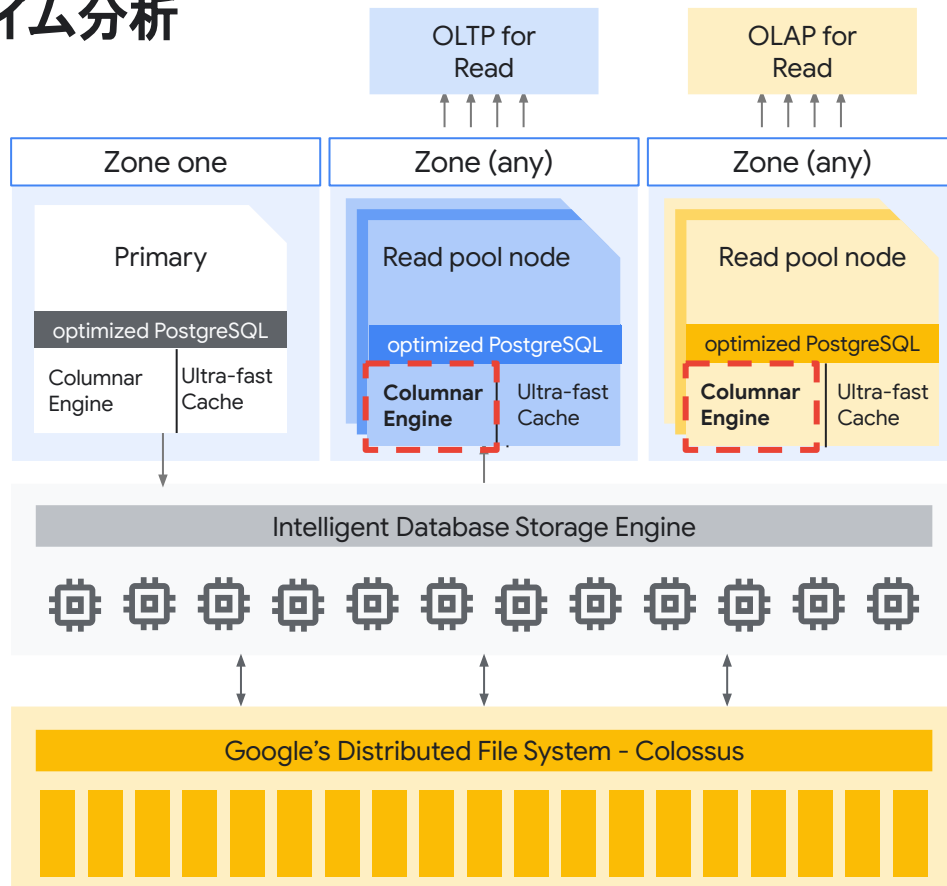 イム分析
OLTP for
Read
OLAP for
Read
Zone one
Zone (any)
Zone (any)
Primary
Read pool node
Read pool node
optimized PostgreSQL
optimized PostgreSQL
optimized PostgreSQL
Columnar
Engine
Ultra-fast
Cache
Columnar
Engine
Ultra-fast
Cache
Columnar
Engine
Ultra-fast
Cache
Intelligent Database Storage Engine
Google's Distributed File System - Colossus